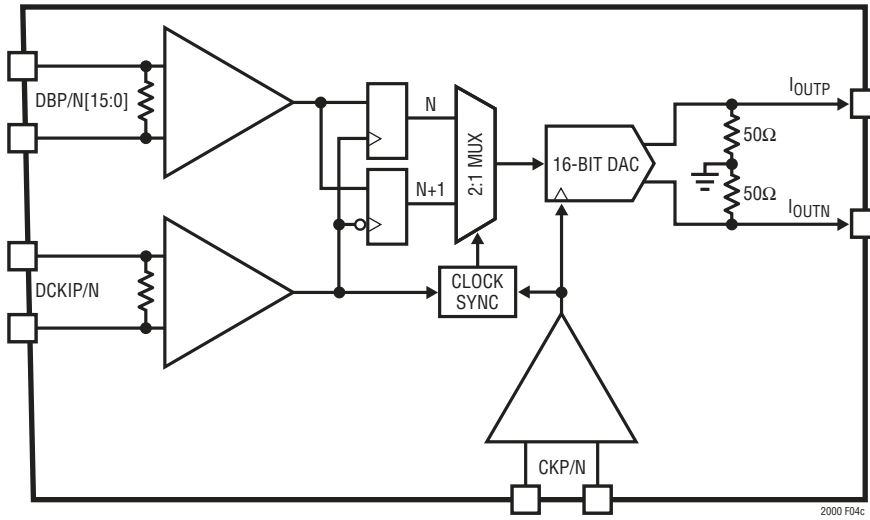 DBP/N[15:0]
N
N+1
2:1 MUX
16-BIT DAC
IOUTP
50Ω
50Ω
IOUTN
DCKIP/N
CLOCK
SYNC
CKP/N
2000 F04c